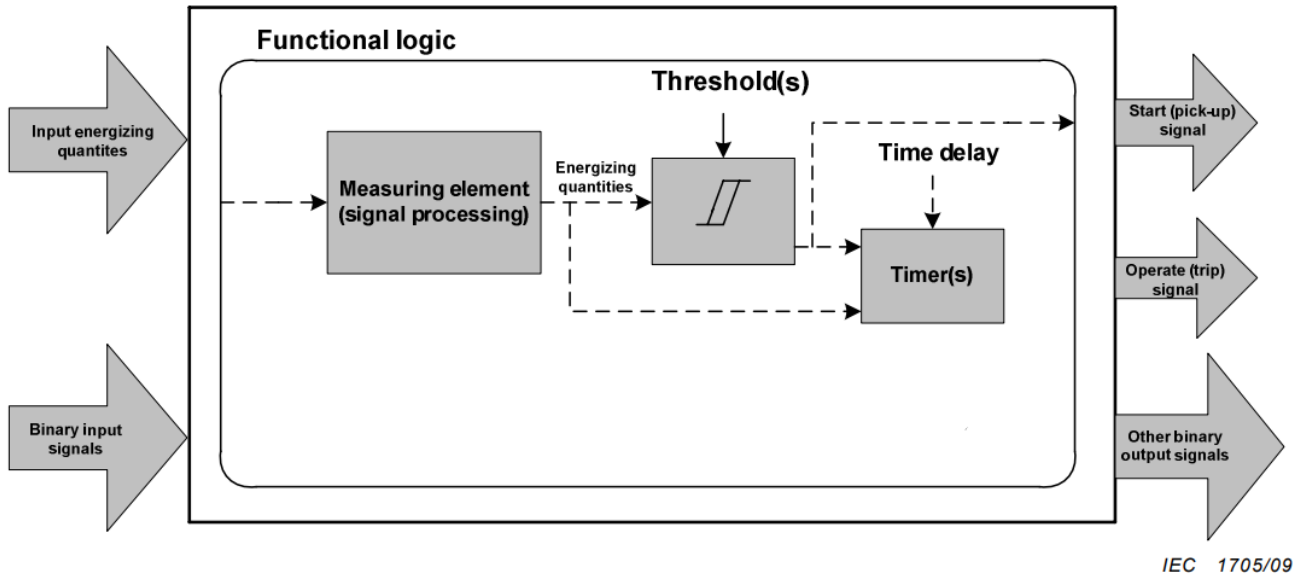 Functional logic
Threshold(s)
Input energizing
quantites
Measuring element
(signal processing)
Energizing
quantities
Time delay
Timer(s)
Start (pick-up)
signal
Operate (trip)
signal
Binary input
signals
Other binary
output signals
IEC 1705/09